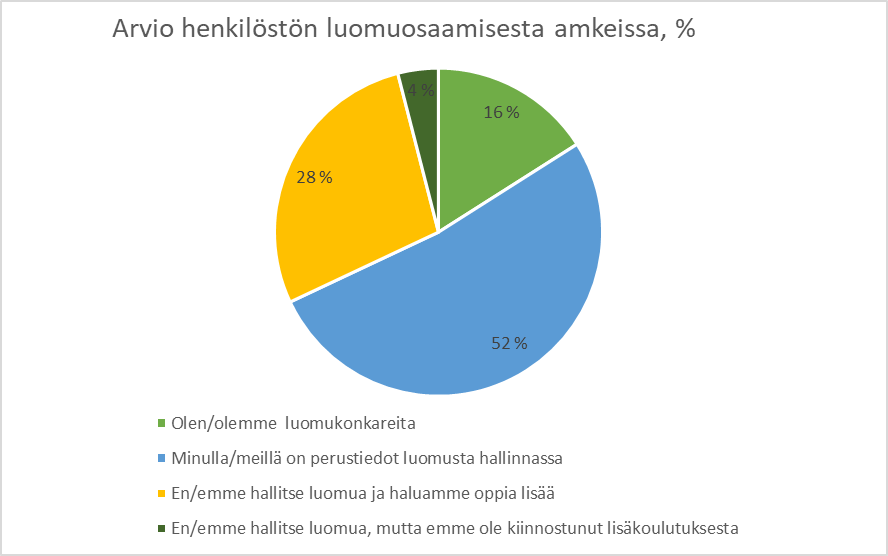 Arvio henkilöstön luomuosaamisesta amkeissa, %
4 %
16 %
28 %
52 %
Olen/olemme luomukonkareita
Minulla/meillä on perustiedot luomusta hallinnassa
En/emme hallitse luomua ja haluamme oppia lisää
En/emme hallitse luomua, mutta emme ole kiinnostunut lisäkoulutuksesta